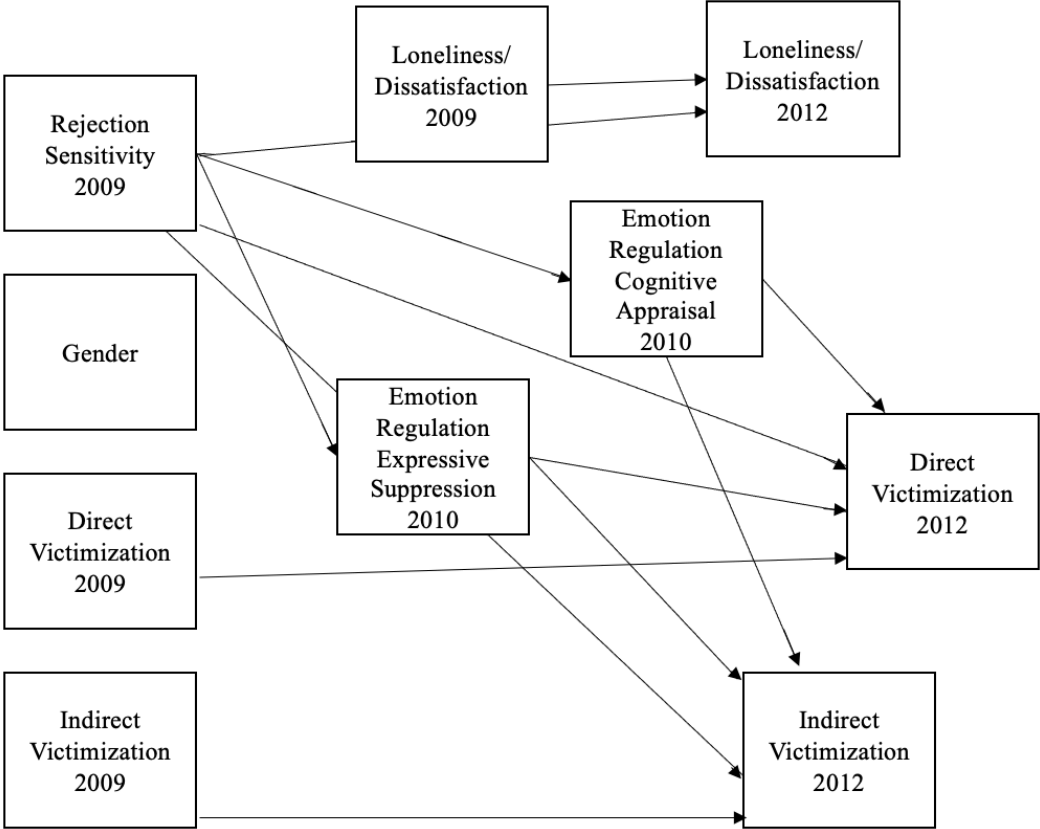 Loneliness/
Dissatisfaction
2009
Loneliness/
Dissatisfaction
2012
Rejection
Sensitivity
2009
Emotion
Regulation
Cognitive
Appraisal
2010
Gender
Emotion
Regulation
Expressive
Suppression
2010
Direct
Victimization
2012
Direct
Victimization
2009
Indirect
Victimization
2009
Indirect
Victimization
2012